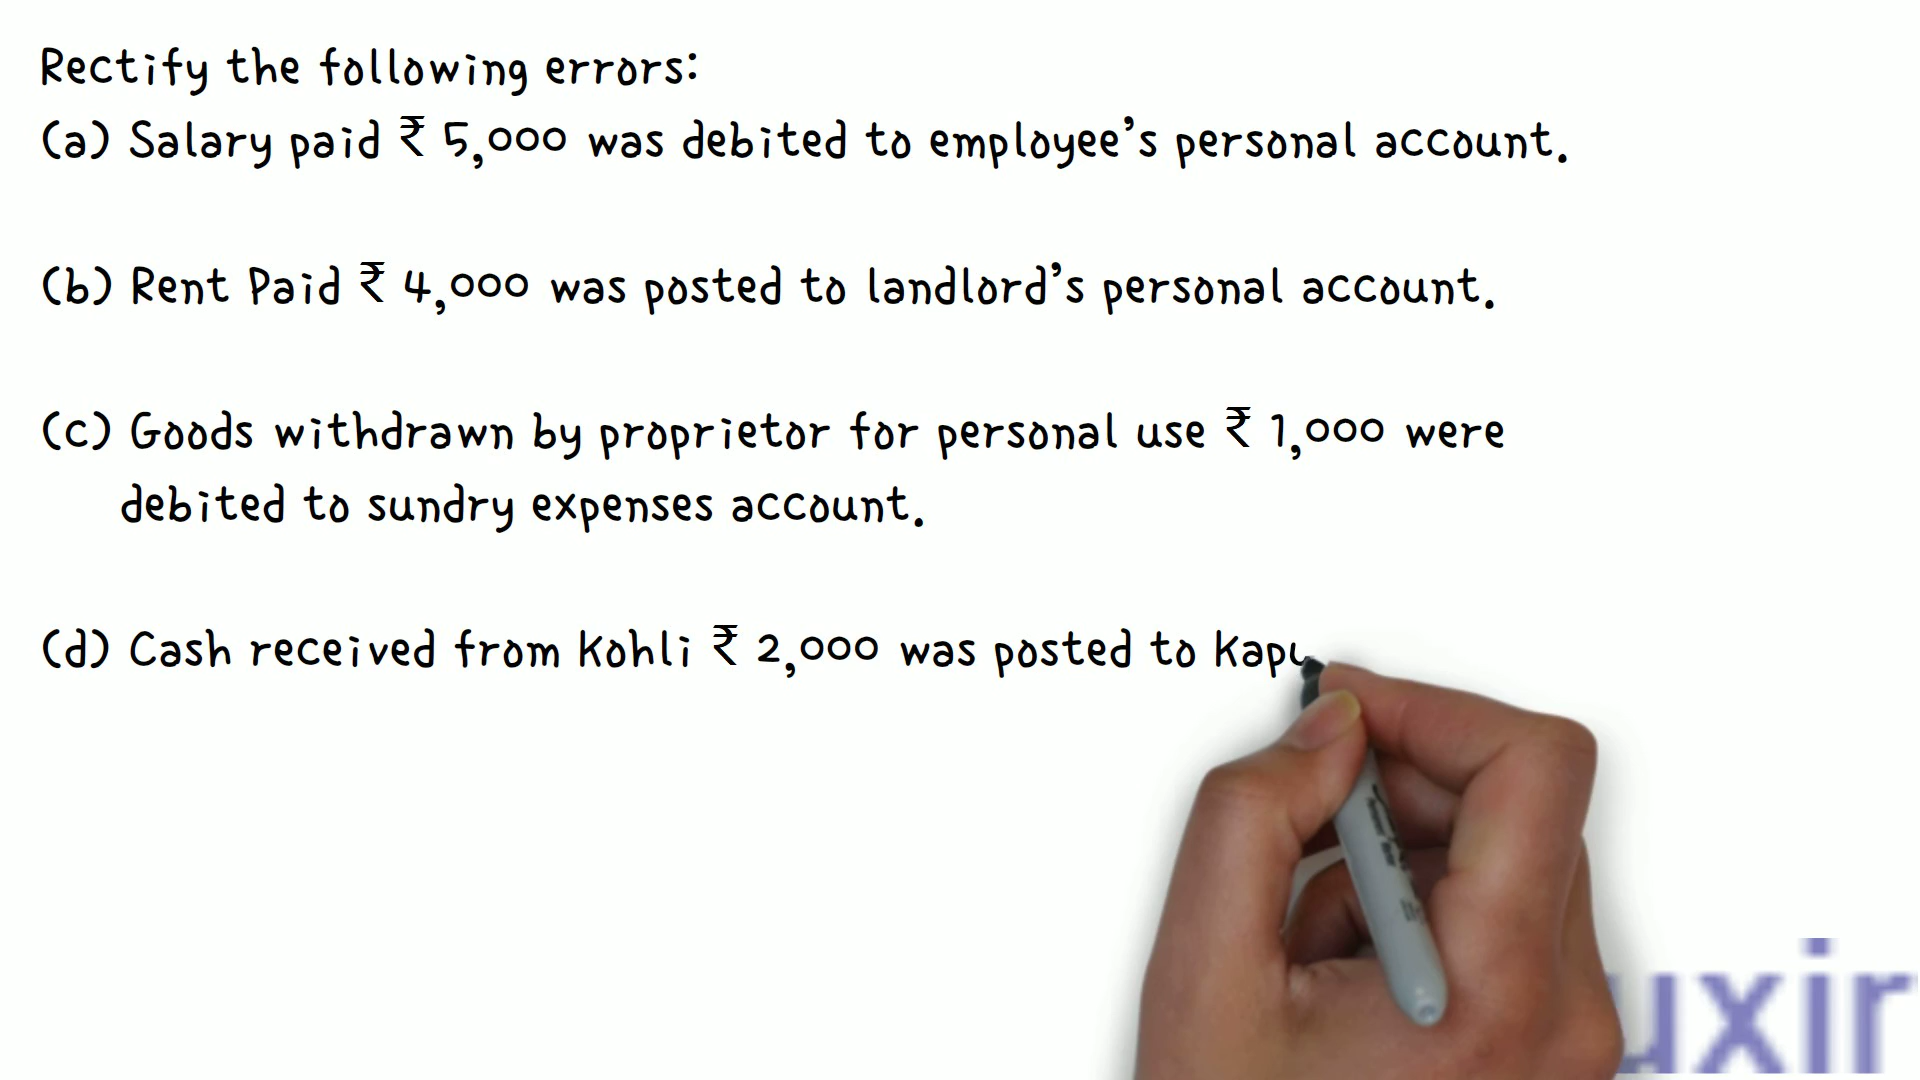 Rectify the following errors:
(a) Salary paid ₹ 5,000 was debited to employee’s personal account.
(b) Rent Paid ₹ 4,000 was posted to landlord’s personal account.
(c) Goods withdrawn by proprietor for personal use ₹ 1,000 were
debited to sundry expenses account.
(d) Cash received from Kohli ₹ 2,000 was posted to Kapu